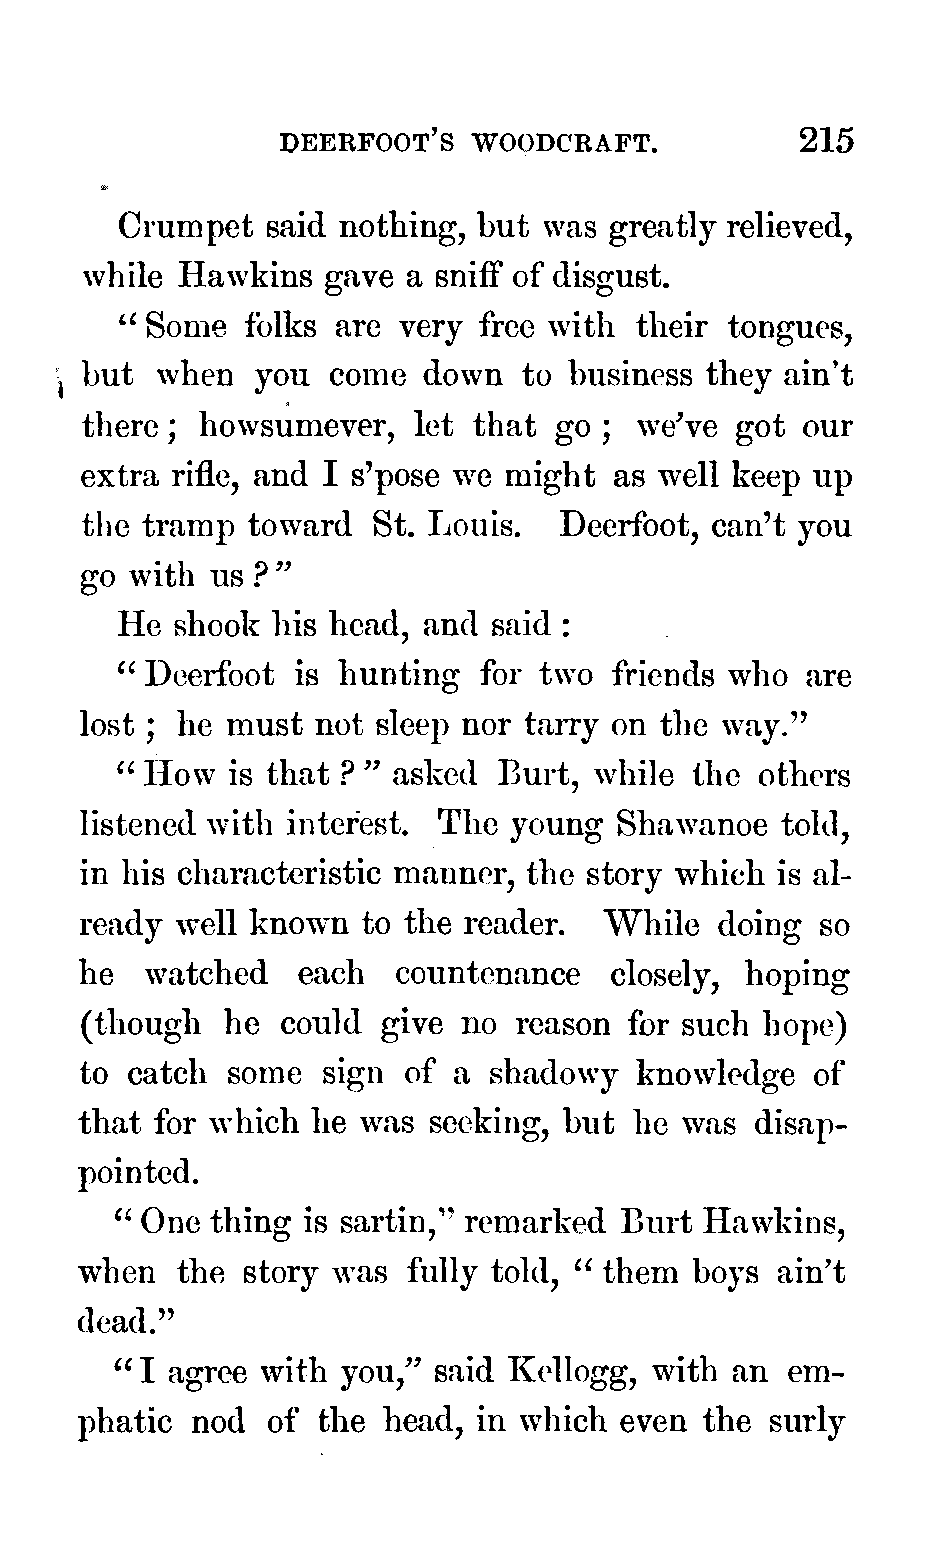 DEERFOOT'S WOODCRAFT. 215
Crumpet said nothing, but was greatly relieved,
while Hawkins gave a sniff of disgust.
"Some folks are very free with their tongues,
but when you come down to business they ain't
there; howsumever, let that go; we've got our
extra rifle, and I s'pose we might as well keep up
the tramp toward St. Louis. Deerfoot, can't you
go with us?"
He shook his head, and said:
"Deerfoot is hunting for two friends who are
lost; he must not sleep nor tarry on the way."
"How is that?" asked Burt, while the others
listened with interest. The young Shawanoe told,
in his characteristic manner, the story which is al-
ready well known to the reader. While doing so
he watched each countenance closely, hoping
(though he could give no reason for such hope)
to catch some sign of a shadowy knowledge of
that for which he was seeking, but he was disap-
pointed.
"One thing is sartin," remarked Burt Hawkins,
when the story was fully told, "them boys ain't
dead."
"I agree with you," said Kellogg, with an em-
phatic nod of the head, in which even the surly